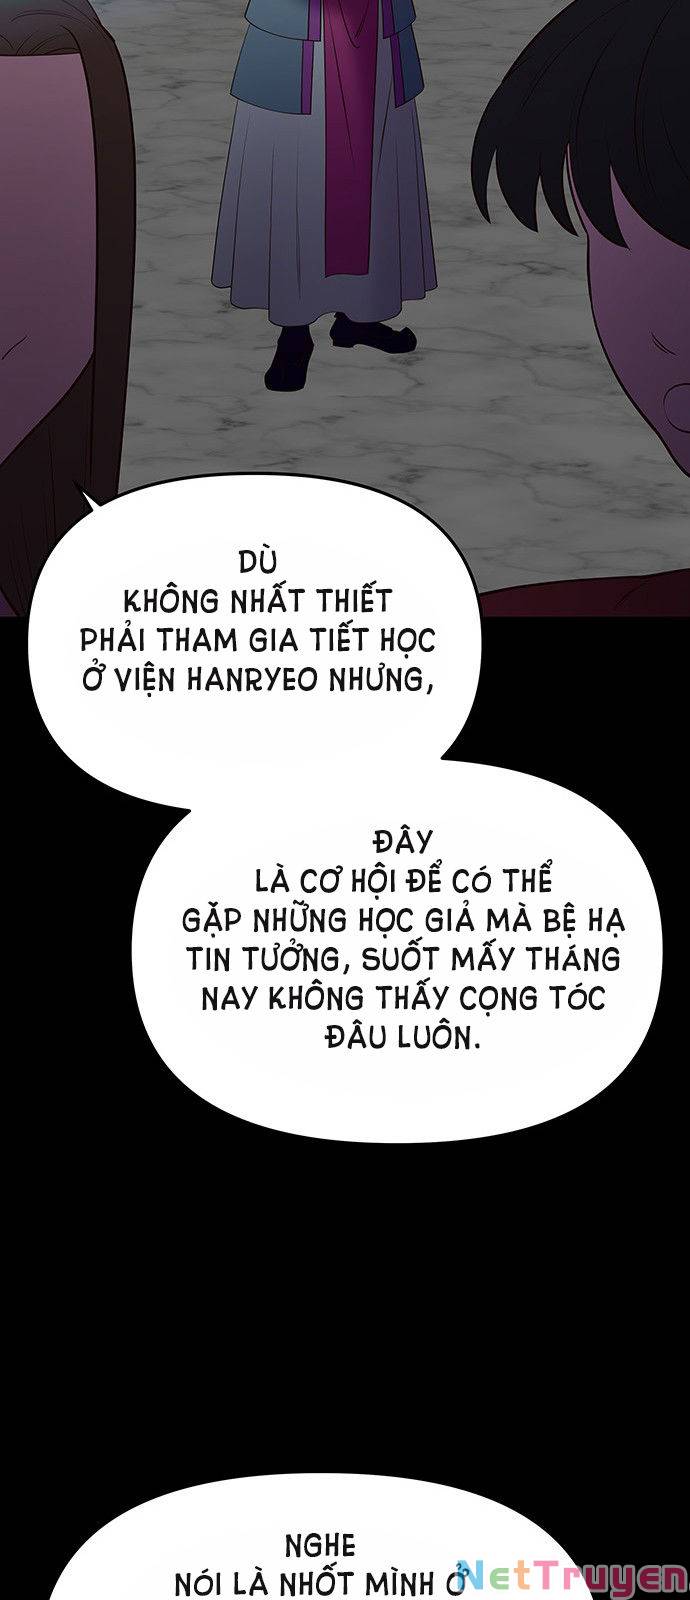 DÙ
KHÔNG NHẤT THIẾT
PHẢI THAM GIA TIẾT HỌC
Ở VIỆN HANRYEO NHƯNG,
ĐÂY
LÀ CƠ HỘI ĐỂ CÓ THỂ
GẶP NHỮNG HỌC GIẢ MÀ BỆ HẠ
TIN TƯỞNG, SUỐT MẤY THÁNG
NAY KHÔNG THẤY CỌNG TÓC
ĐÂU LUÔN.
NGHE
NÓI LÀ NHỐT MÌNH Ở
NetTruyen